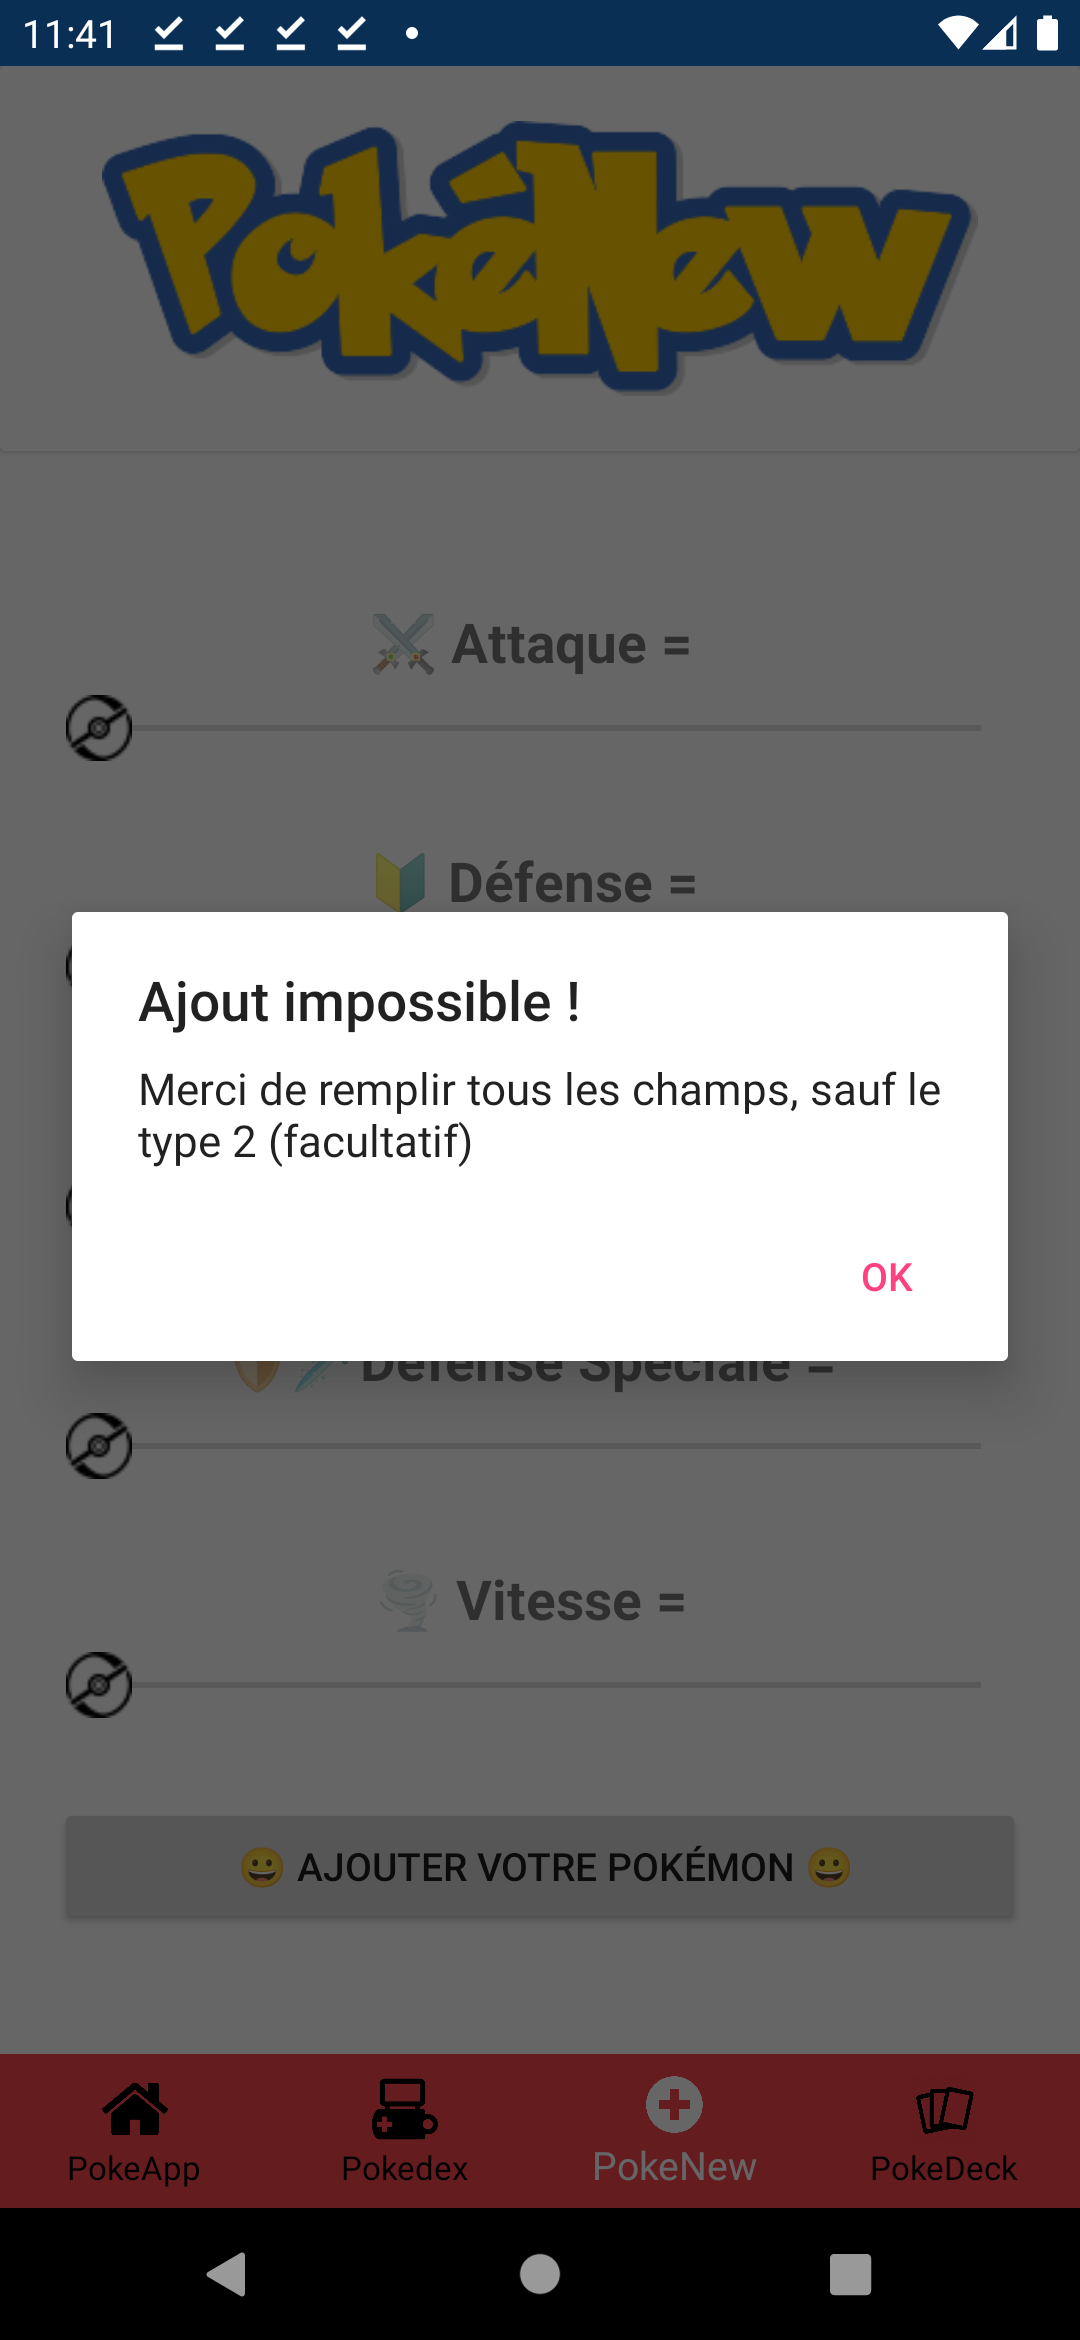 11:41
PokéNew
Attaque =
Défense =
Ajout impossible !
Merci de remplir tous les champs, sauf le
type 2 (facultatif)
OK
Défense Spéciale =
Vitesse =
AJOUTER VOTRE POKÉMON
PokeApp
Pokedex
PokeNew
PokeDeck